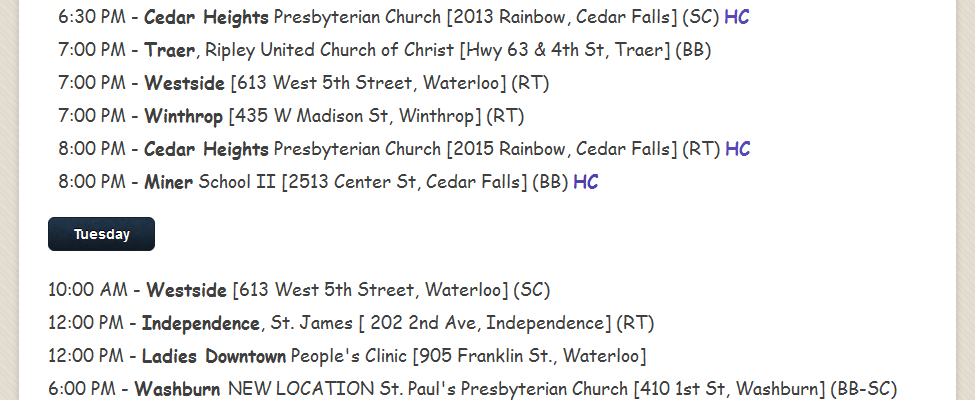 6:30 PM - Cedar Heights Presbyterian Church [2013 Rainbow, Cedar Falls] (SC) HC
7:00 PM - Traer, Ripley United Church of Christ [Hwy 63 & 4th St, Traer] (BB)
7:00 PM - Westside [613 West 5th Street, Waterloo] (RT)
7:00 PM - Winthrop [435 W Madison St, Winthrop] (RT)
8:00 PM - Cedar Heights Presbyterian Church [2015 Rainbow, Cedar Falls] (RT) HC
8:00 PM - Miner School II [2513 Center St, Cedar Falls] (BB) HC
Tuesday
10:00 AM - Westside [613 West 5th Street, Waterloo] (SC)
12:00 PM - Independence, St. James [ 202 2nd Ave, Independence] (RT)
12:00 PM - Ladies Downtown People's Clinic [905 Franklin St., Waterloo]
6:00 PM - Washburn NEW LOCATION St. Paul's Presbyterian Church [410 1st St, Washburn] (BB-SC)